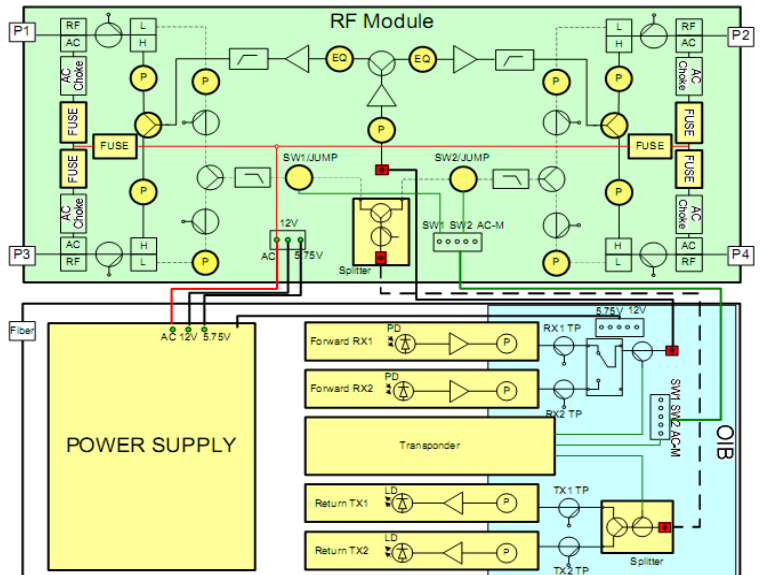 RF Module
P1
RF
AC
L
H
L
H
RF
AC
P2
AC
Choke
AC
Choke
P
P
EQ
EQ
P
P
FUSE
FUSE
P
FUSE
FUSE
FUSE
FUSE
SW1/JUMP
SW2/JUMP
P
P
AC
Choke
AC
Choke
12V
SW1 SW2 AC-M
P3
AC
RF
H
L
P
AC
5.75V
Splitter
P
H
L
AC
RF
P4
Fiber
AC 12V 5.75V
POWER SUPPLY
Forward RX1
PD
P
RX1 TP
5.75V 12V
Forward RX2
PD
P
RX2 TP
SW1 SW2 AC-M
OIB
Transponder
Return TX1
LD
P
TX1 TP
Return TX2
LD
P
TX2 TP
Splitter